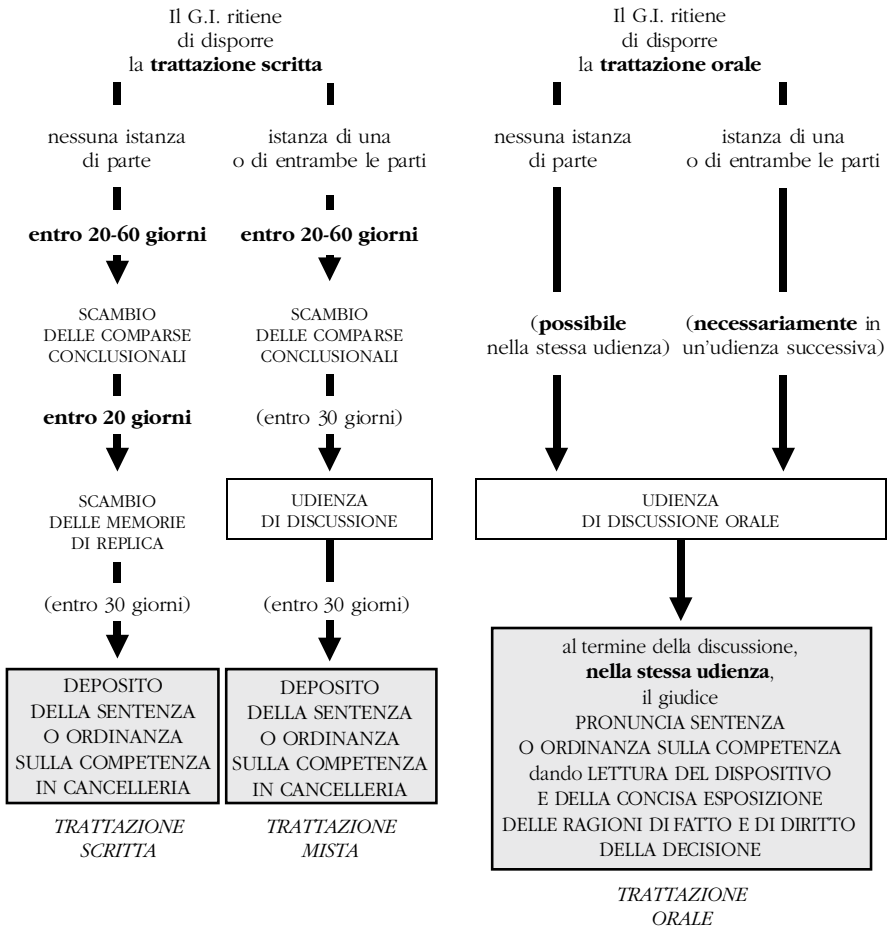 Il G.I. ritiene
di disporre
la trattazione scritta
nessuna istanza
di parte
entro 20-60 giorni
SCAMBIO
DELLE COMPARSE
CONCLUSIONALI
entro 20 giorni
SCAMBIO
DELLE MEMORIE
DI REPLICA
(entro 30 giorni)
DEPOSITO
DELLA SENTENZA
O ORDINANZA
SULLA COMPETENZA
IN CANCELLERIA
TRATTAZIONE
SCRITTA
istanza di una
o di entrambe le parti
entro 20-60 giorni
SCAMBIO
DELLE COMPARSE
CONCLUSIONALI
(entro 30 giorni)
UDIENZA
DI DISCUSSIONE
(entro 30 giorni)
DEPOSITO
DELLA SENTENZA
O ORDINANZA
SULLA COMPETENZA
IN CANCELLERIA
TRATTAZIONE
MISTA
Il G.I. ritiene
di disporre
la trattazione orale
nessuna istanza
di parte
(possibile
nella stessa udienza)
istanza di una
o di entrambe le parti
(necessariamente in
un'udienza successiva)
UDIENZA
DI DISCUSSIONE ORALE
al termine della discussione,
nella stessa udienza,
il giudice
PRONUNCIA SENTENZA
O ORDINANZA SULLA COMPETENZA
dando LETTURA DEL DISPOSITIVO
E DELLA CONCISA ESPOSIZIONE
DELLE RAGIONI DI FATTO E DI DIRITTO
DELLA DECISIONE
TRATTAZIONE
ORALE